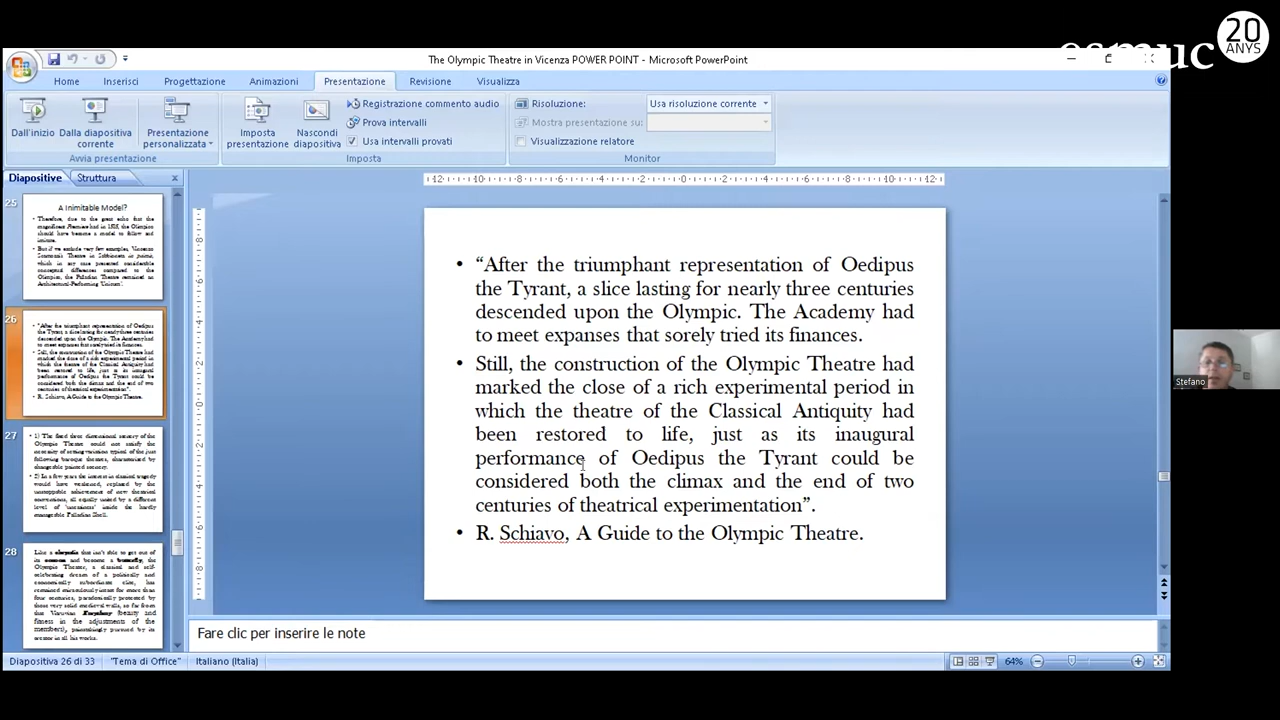 20
ANYS
esmuc
The Olympic Theatre in Vicenza POWER POINT - Microsoft PowerPoint
Home Inserisci Progettazione Animazioni Presentazione Revisione Visualizza
Dall'inizio
Dalla diapositiva
corrente
Presentazione
personalizzata
Avvia presentazione
Imposta
presentazione
Nascondi
diapositiva
Registrazione commento audio
Prova intervalli
Usa intervalli provati
Imposta
Risoluzione: Usa risoluzione corrente
Mostra presentazione su:
Visualizzazione relatore
Monitor
Diapositive Struttura
25
A Inimitable Model?
26
27
28
• “After the triumphant representation of Oedipus
the Tyrant, a slice lasting for nearly three centuries
descended upon the Olympic. The Academy had
to meet expenses that sorely tried its finances.
• Still, the construction of the Olympic Theatre had
marked the close of a rich experimental period in
which the theatre of the Classical Antiquity had
been restored to life, just as its inaugural
performance of Oedipus the Tyrant could be
considered both the climax and the end of two
centuries of theatrical experimentation”.
• R. Schiavo, A Guide to the Olympic Theatre.
Stefano
Fare clic per inserire le note
Diapositiva 26 di 33 "Tema di Office" Italiano (Italia) 64%